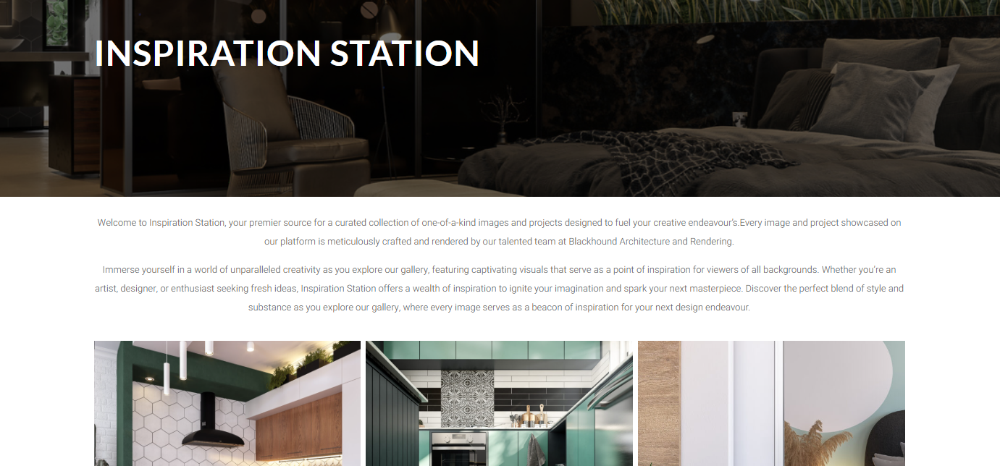 INSPIRATION STATION
Welcome to Inspiration Station, your premier source for a curated collection of one-of-a-kind images and projects designed to fuel your creative endeavour's.Every image and project showcased on
our platform is meticulously crafted and rendered by our talented team at Blackhound Architecture and Rendering.
Immerse yourself in a world of unparalleled creativity as you explore our gallery, featuring captivating visuals that serve as a point of inspiration for viewers of all backgrounds. Whether you're an
artist, designer, or enthusiast seeking fresh ideas, Inspiration Station offers a wealth of inspiration to ignite your imagination and spark your next masterpiece. Discover the perfect blend of style and
substance as you explore our gallery, where every image serves as a beacon of inspiration for your next design endeavour.